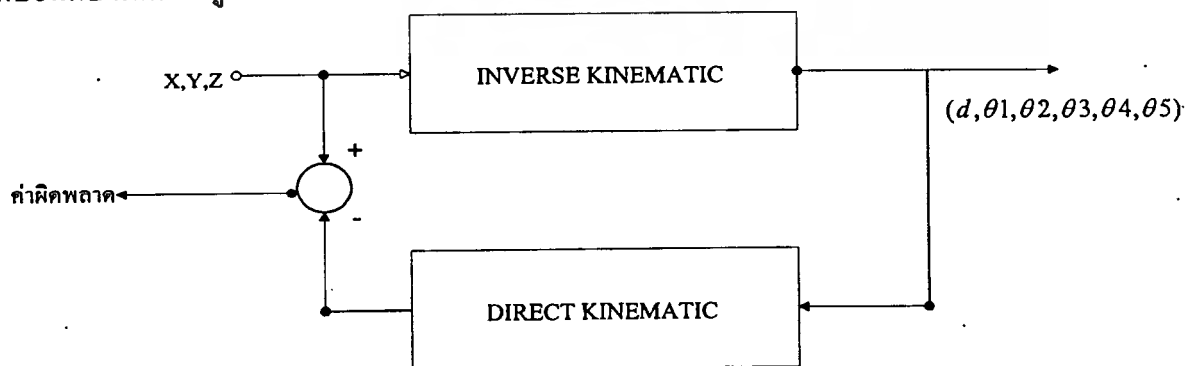 INVERSE KINEMATIC
X,Y,Z
(d,θ1,θ2,θ3,θ4,θ5)
+
ค่าผิดพลาด
-
DIRECT KINEMATIC